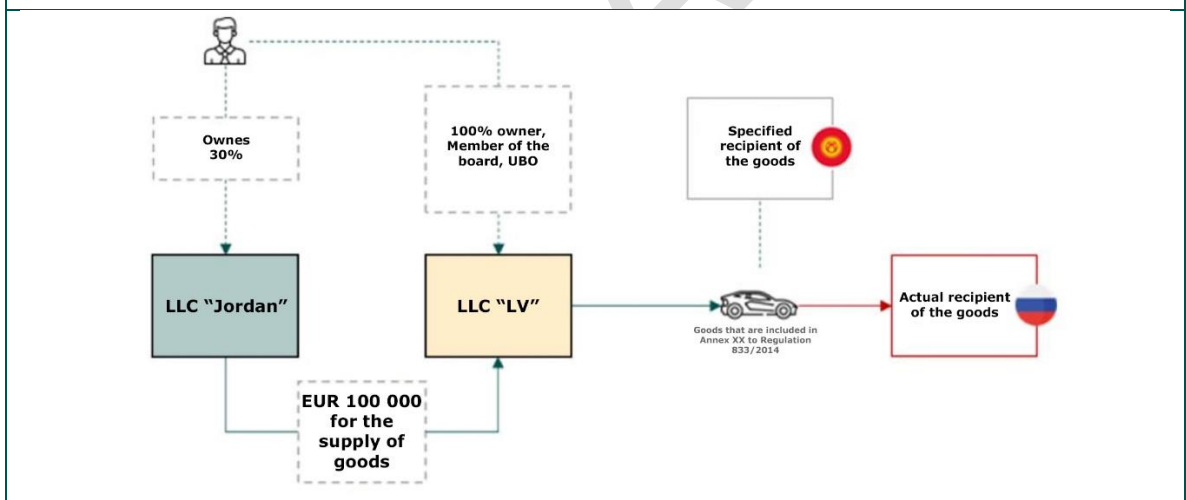 Ownes
30%
100% owner,
Member of the
board, UBO
Specified
recipient of
the goods
LLC “Jordan”
LLC “LV”
Goods that are included in
Annex XX to Regulation
833/2014
Actual recipient
of the goods
EUR 100 000
for the
supply of
goods